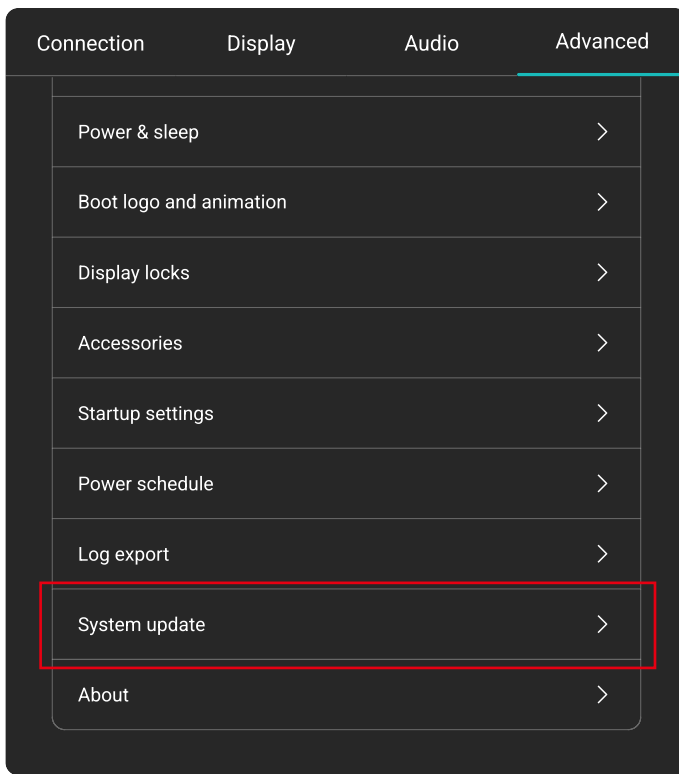 Connection Display Audio Advanced
Power & sleep
Boot logo and animation
Display locks
Accessories
Startup settings
Power schedule
Log export
System update
About